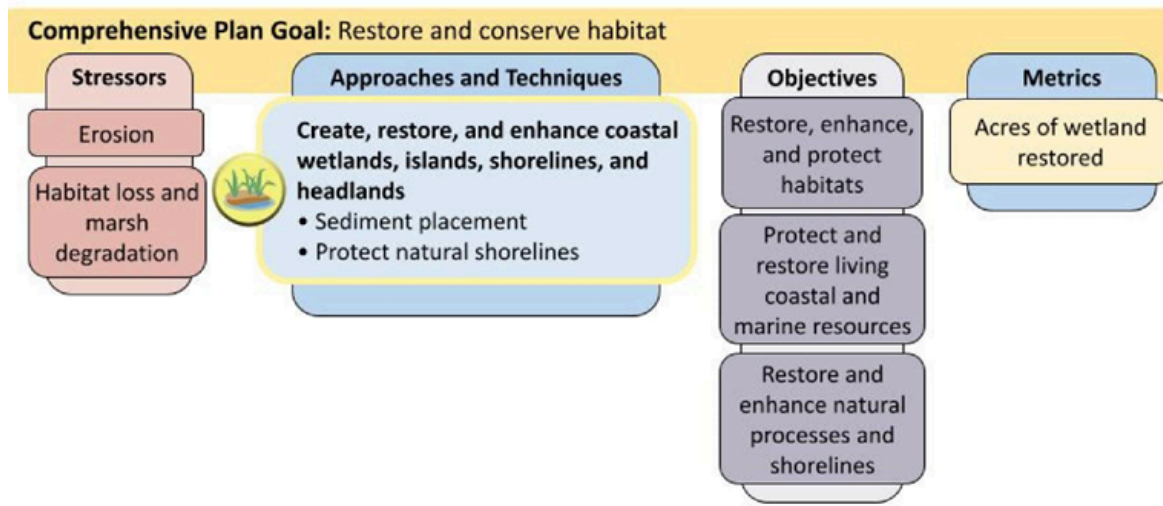 Comprehensive Plan Goal: Restore and conserve habitat
Stressors
Erosion
Habitat loss and
marsh
degradation
Approaches and Techniques
Create, restore, and enhance coastal
wetlands, islands, shorelines, and
headlands
• Sediment placement
• Protect natural shorelines
Objectives
Restore, enhance,
and protect
habitats
Protect and
restore living
coastal and
marine resources
Restore and
enhance natural
processes and
shorelines
Metrics
Acres of wetland
restored